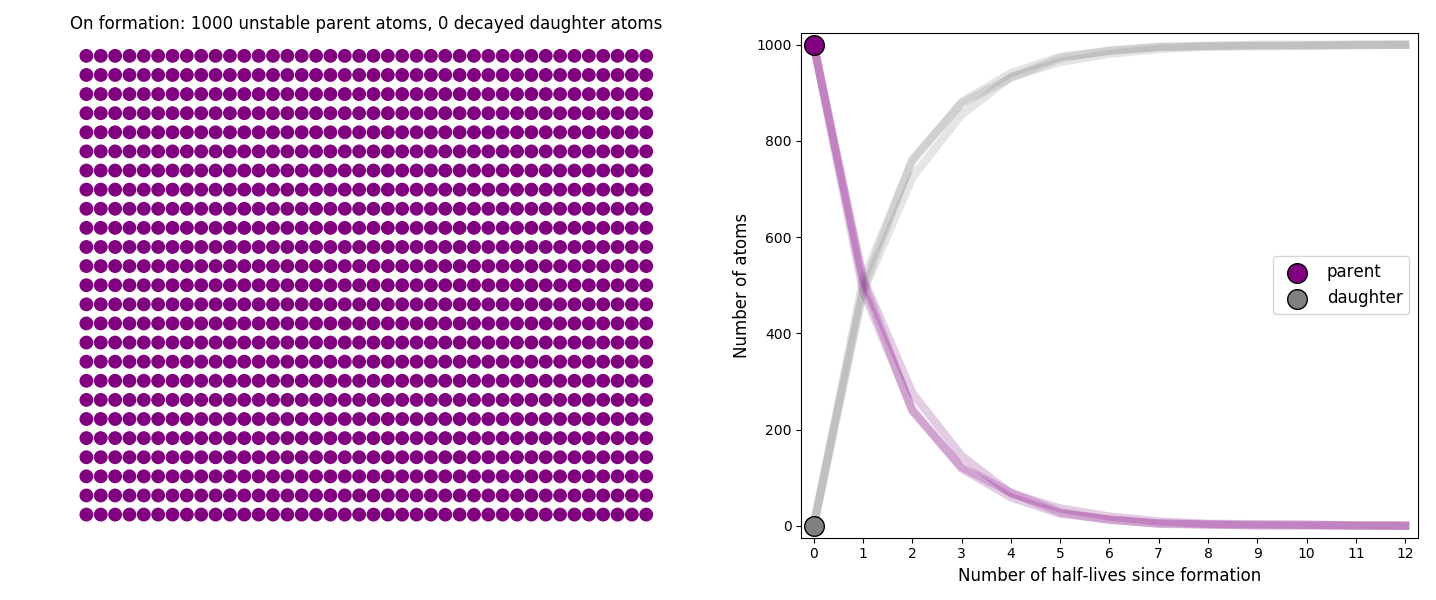 On formation: 1000 unstable parent atoms, 0 decayed daughter atoms
Number of atoms
1000
800
600
400
200
0
parent
daughter
0 1 2 3 4 5 6 7 8 9 10 11 12
Number of half-lives since formation